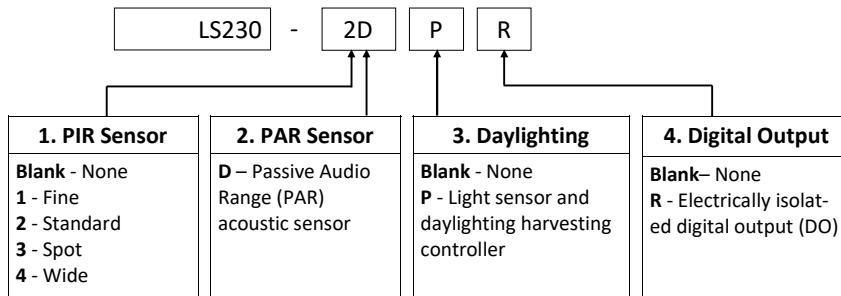 LS230 - 2D P R
1. PIR Sensor
Blank - None
1 - Fine
2 - Standard
3 - Spot
4 - Wide
2. PAR Sensor
D – Passive Audio
Range (PAR)
acoustic sensor
3. Daylighting
Blank - None
P - Light sensor and
daylighting harvesting
controller
4. Digital Output
Blank– None
R - Electrically isolat-
ed digital output (DO)